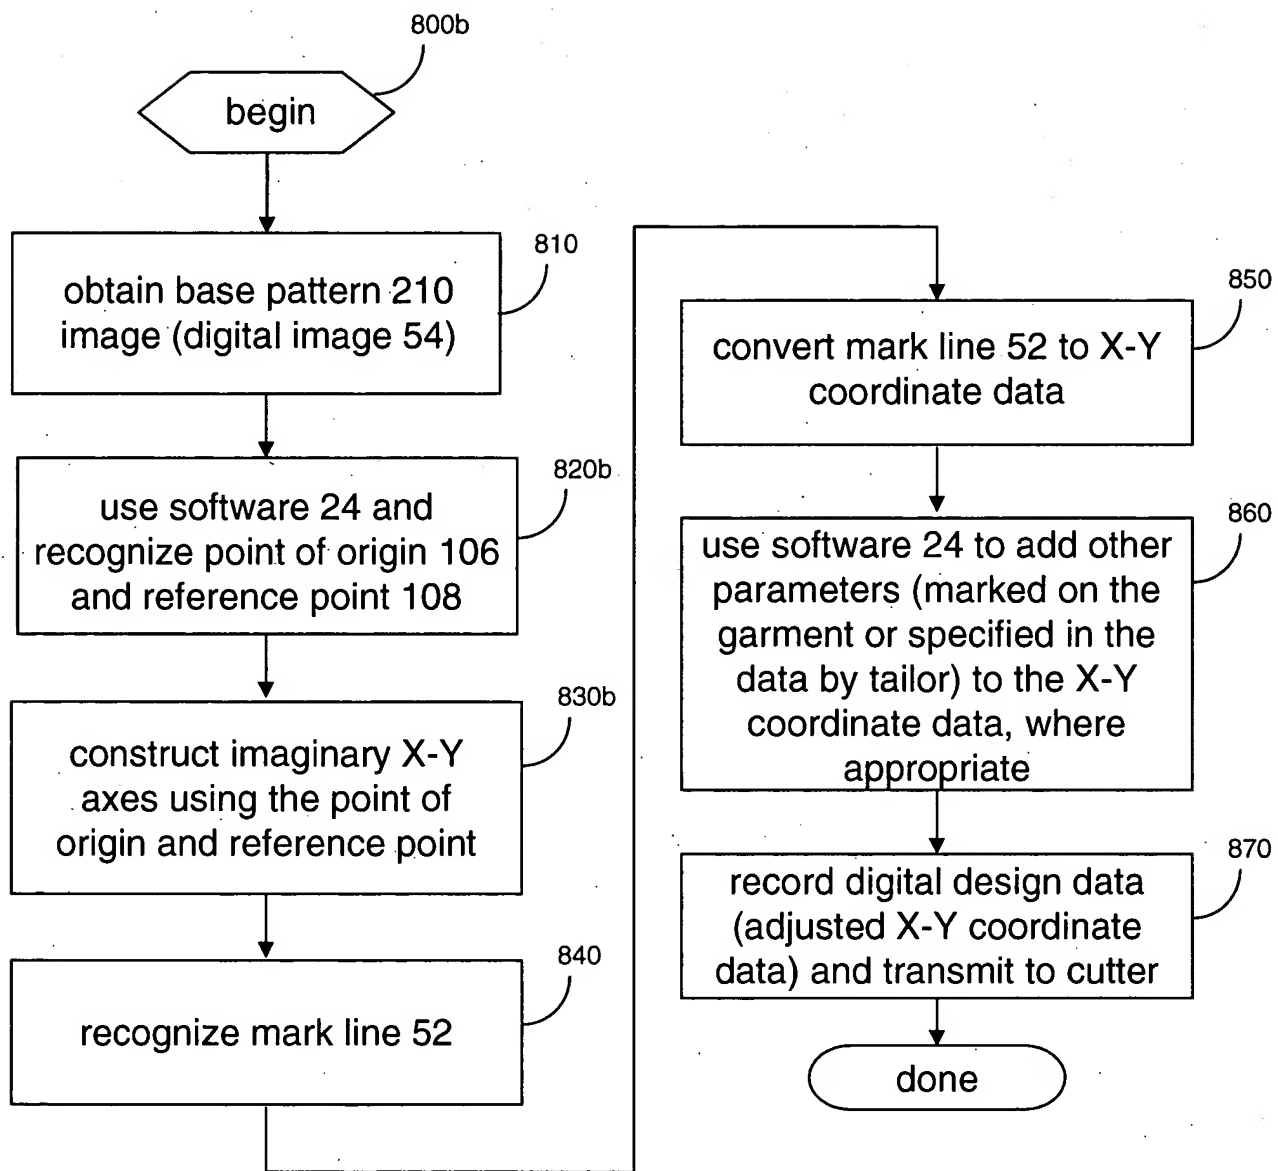 800b
begin
810
obtain base pattern 210
image (digital image 54)
820b
use software 24 and
recognize point of origin 106
and reference point 108
830b
construct imaginary X-Y
axes using the point of
origin and reference point
840
recognize mark line 52
850
convert mark line 52 to X-Y
coordinate data
860
use software 24 to add other
parameters (marked on the
garment or specified in the
data by tailor) to the X-Y
coordinate data, where
appropriate
870
record digital design data
(adjusted X-Y coordinate
data) and transmit to cutter
done